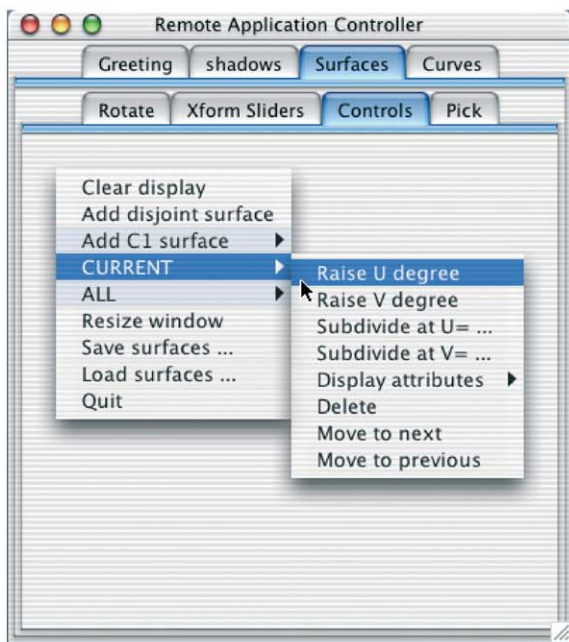 Remote Application Controller
Greeting shadows Surfaces Curves
Rotate Xform Sliders Controls Pick
Clear display
Add disjoint surface
Add C1 surface
CURRENT
ALL
Resize window
Save surfaces ...
Load surfaces ...
Quit
Raise U degree
Raise V degree
Subdivide at U= ...
Subdivide at V= ...
Display attributes
Delete
Move to next
Move to previous